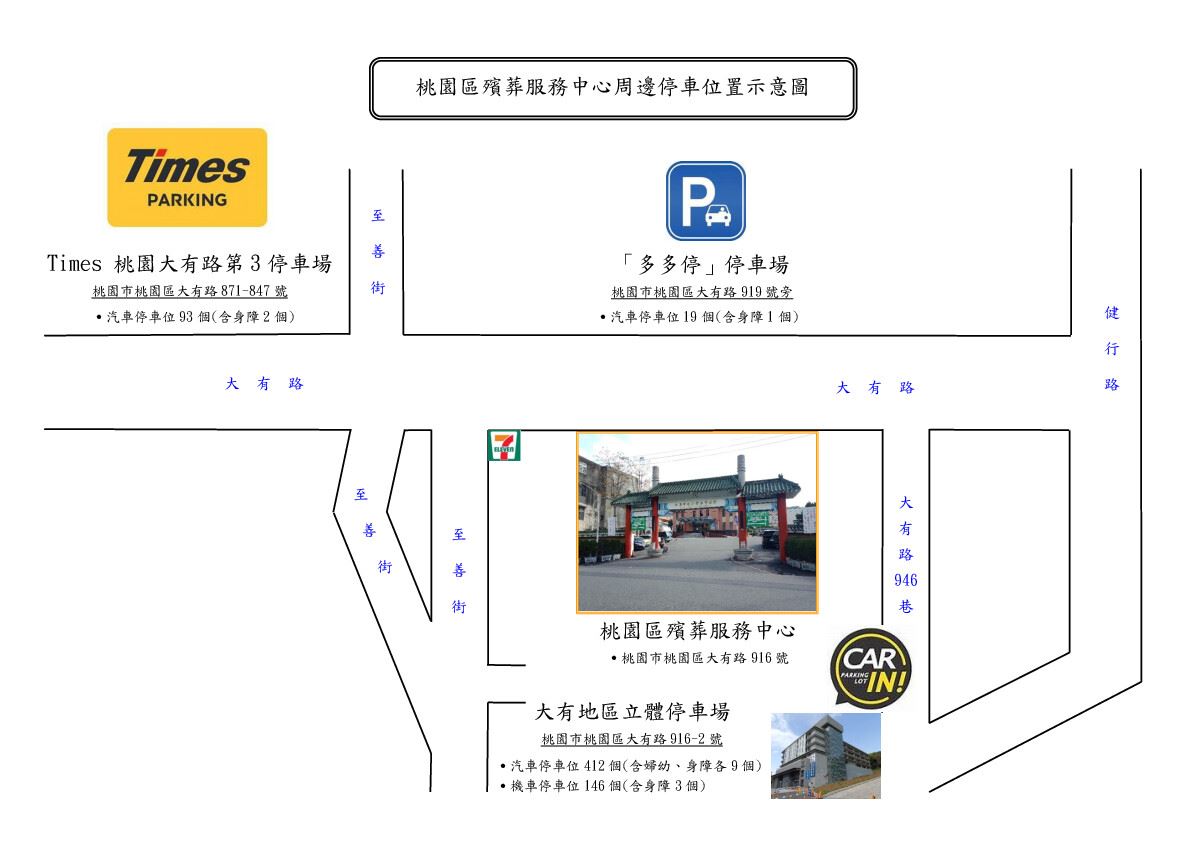 桃園區殯葬服務中心周邊停車位置示意圖
Times
PARKING
Times 桃園大有路第3停車場
桃園市桃園區大有路871-847號
•汽車停車位93個(含身障2個)
至善街
P
「多多停」停車場
桃園市桃園區大有路919號旁
•汽車停車位19個(含身障1個)
健行路
大有路
大有路
7
ELEVEN
至善街
至善街
大有路946巷
桃園區殯葬服務中心
•桃園市桃園區大有路916號
CAR
PARKING
LOT
IN!
大有地區立體停車場
桃園市桃園區大有路916-2號
•汽車停車位412個(含婦幼、身障各9個)
•機車停車位146個(含身障3個)